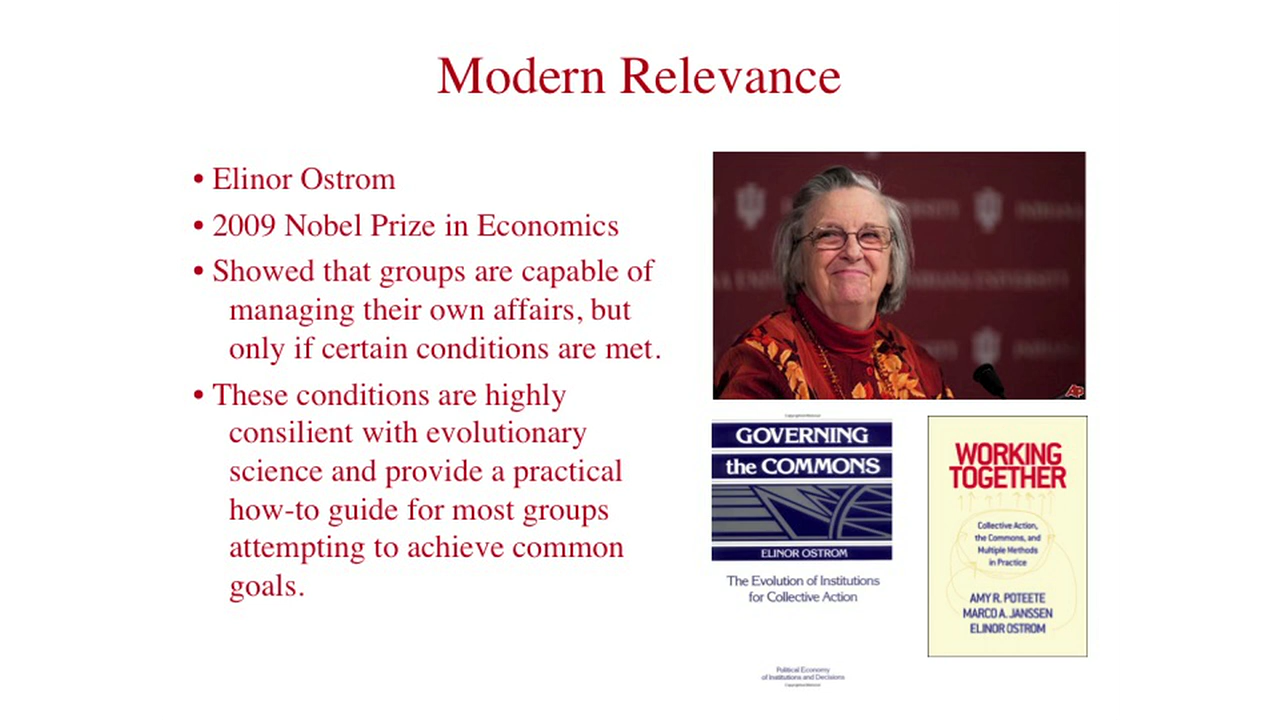 Modern Relevance
• Elinor Ostrom
• 2009 Nobel Prize in Economics
• Showed that groups are capable of
managing their own affairs, but
only if certain conditions are met.
• These conditions are highly
consilient with evolutionary
science and provide a practical
how-to guide for most groups
attempting to achieve common
goals.
AP
GOVERNING
the COMMONS
ELINOR OSTROM
The Evolution of Institutions
for Collective Action
Political Economy
of Institutions and Decisions
WORKING
TOGETHER
Collective Action,
the Commons, and
Multiple Methods
in Practice
AMY R. POTEETE
MARCO A. JANSSEN
ELINOR OSTROM